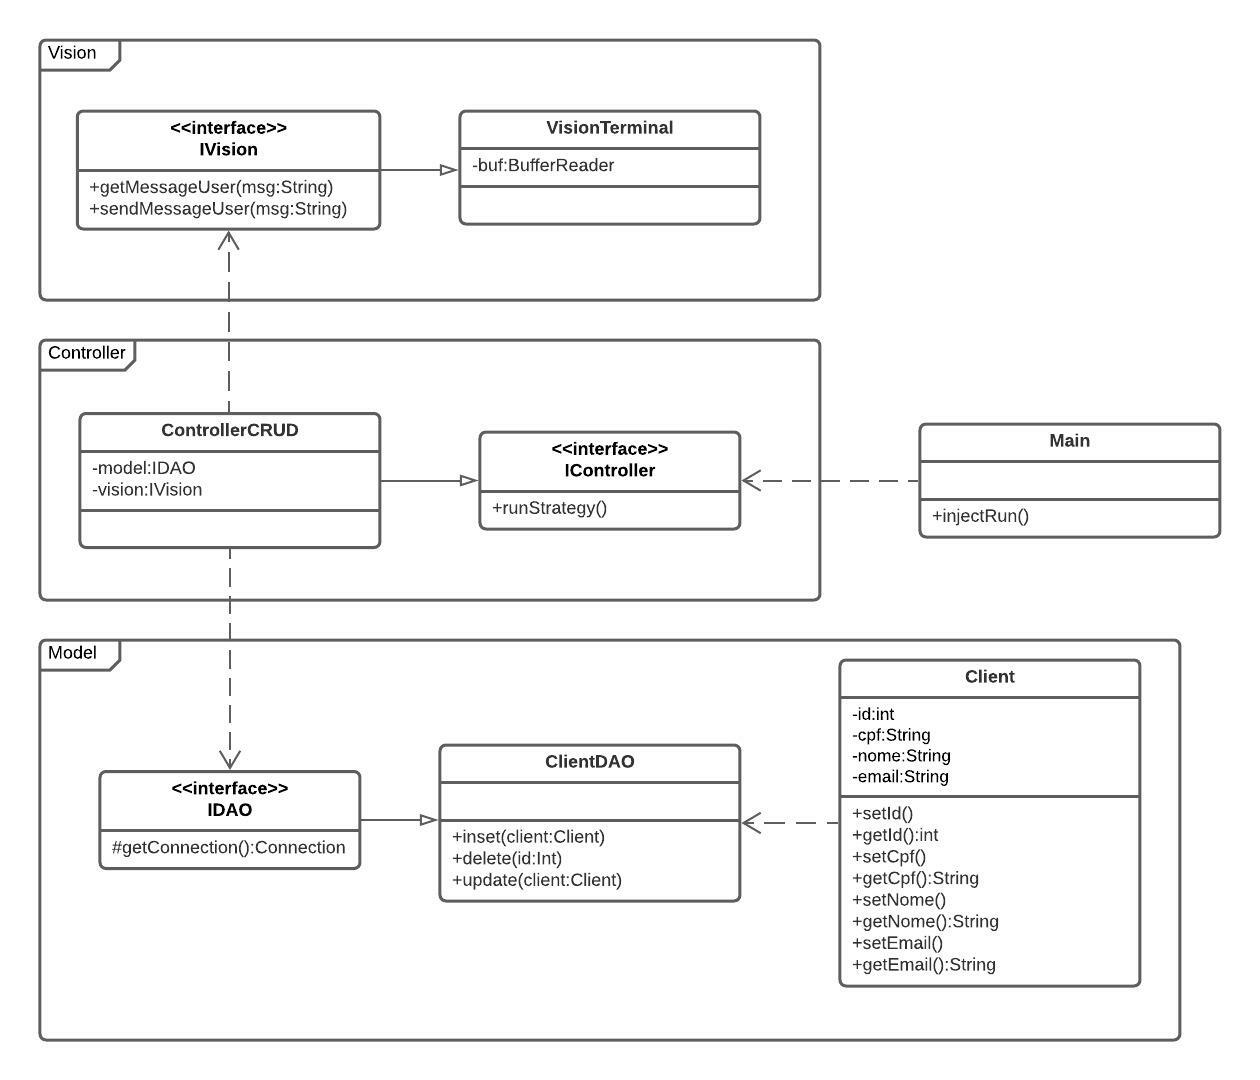 Vision
<<interface>>
IVision
+getMessageUser(msg:String)
+sendMessageUser(msg:String)
VisionTerminal
-buf:BufferReader
Controller
ControllerCRUD
-model:IDAO
-vision:IVision
<<interface>>
IController
+runStrategy()
Main
+injectRun()
Model
<<interface>>
IDAO
#getConnection():Connection
ClientDAO
+inset(client:Client)
+delete(id:Int)
+update(client:Client)
Client
-id:int
-cpf:String
-nome:String
-email:String
+setId()
+getId():int
+setCpf()
+getCpf():String
+setNome()
+getNome():String
+setEmail()
+getEmail():String